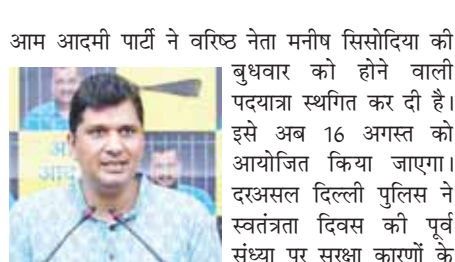 आम आदमी पार्टी ने वरिष्ठ नेता मनीष सिसोदिया की
बुधवार को होने वाली
पदयात्रा स्थगित कर दी है।
इसे अब 16 अगस्त को
आयोजित किया जाएगा।
दरअसल दिल्ली पुलिस ने
स्वतंत्रता दिवस की पूर्व
संध्या पर सुरक्षा कारणों के